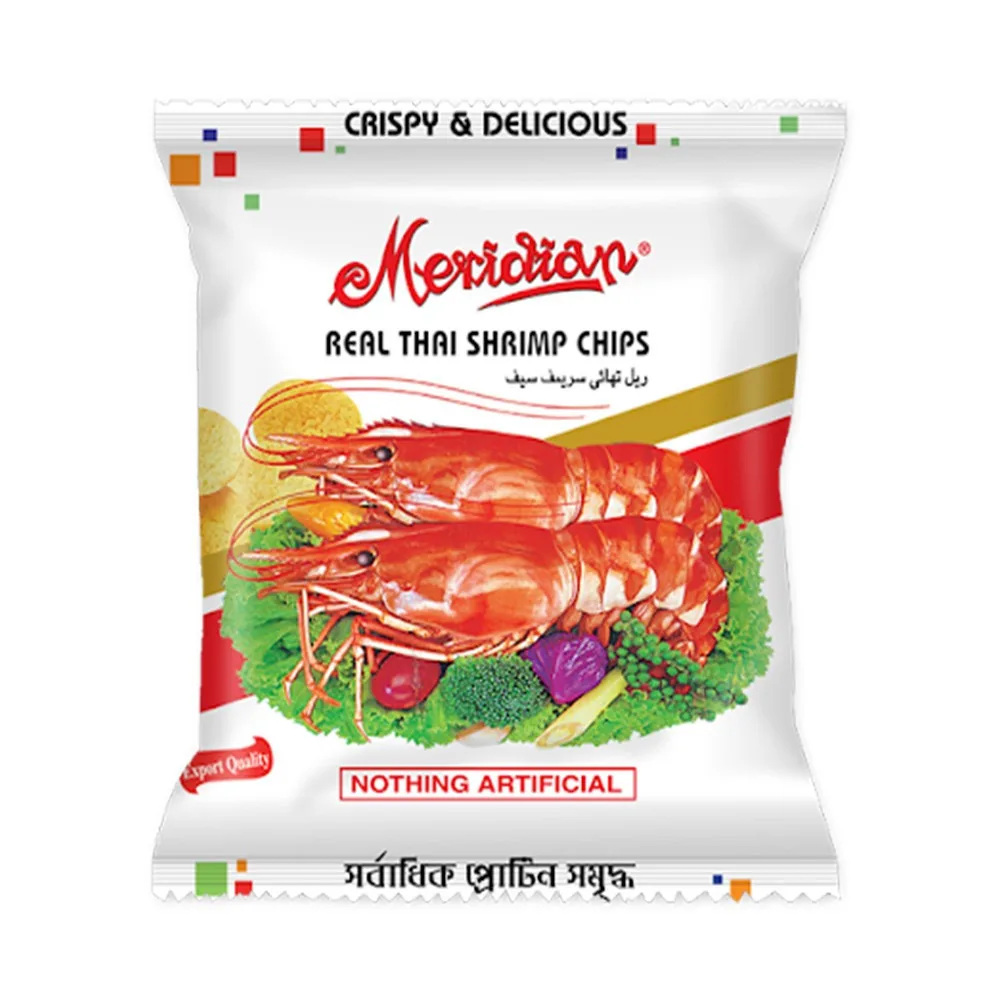 CRISPY & DELICIOUS
Meridian®
REAL THAI SHRIMP CHIPS
ریل تھائی سریمف سیف
Export Quality
NOTHING ARTIFICIAL
সর্বাধিক প্রোটিন সমৃদ্ধ